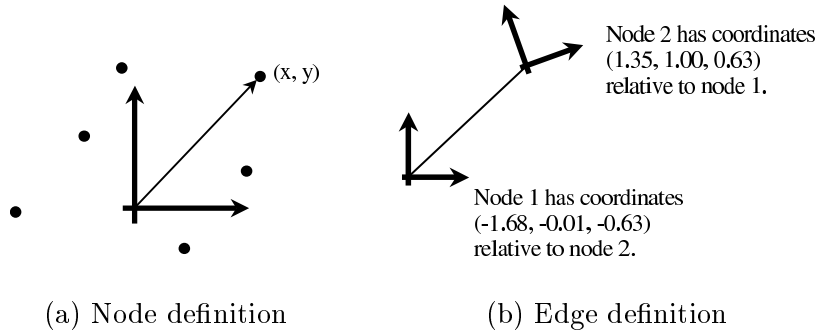 (x, y)
Node 2 has coordinates
(1.35, 1.00, 0.63)
relative to node 1.
Node 1 has coordinates
(-1.68, -0.01, -0.63)
relative to node 2.
(a) Node definition
(b) Edge definition